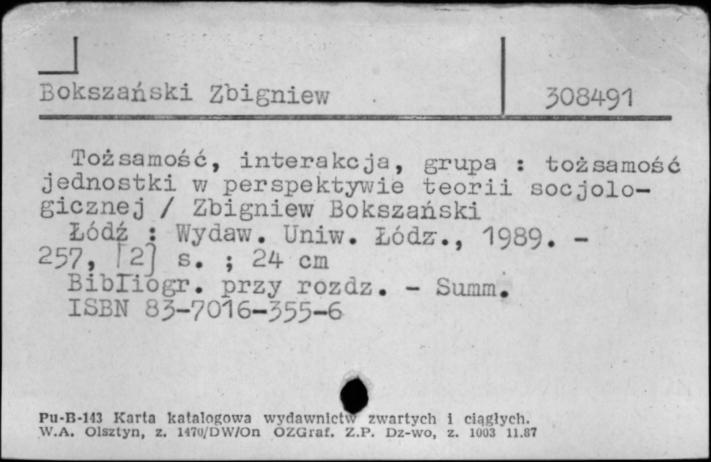 Bokszański Zbigniew 308491
Tożsamość, interakcja, grupa : tożsamość
jednostki w perspektywie teorii socjolo-
gicznej / Zbigniew Bokszański
Łódź : Wydaw. Uniw. Łódz., 1989. -
257, [2] s. ; 24 cm
Bibliogr. przy rozdz. - Summ.
ISBN 83-7016-355-6
Pu-B-143 Karta katalogowa wydawnictw zwartych i ciągłych.
W.A. Olsztyn, z. 1470/DW/On OZGraf. Z.P. Dz-wo, z. 1003 11.87